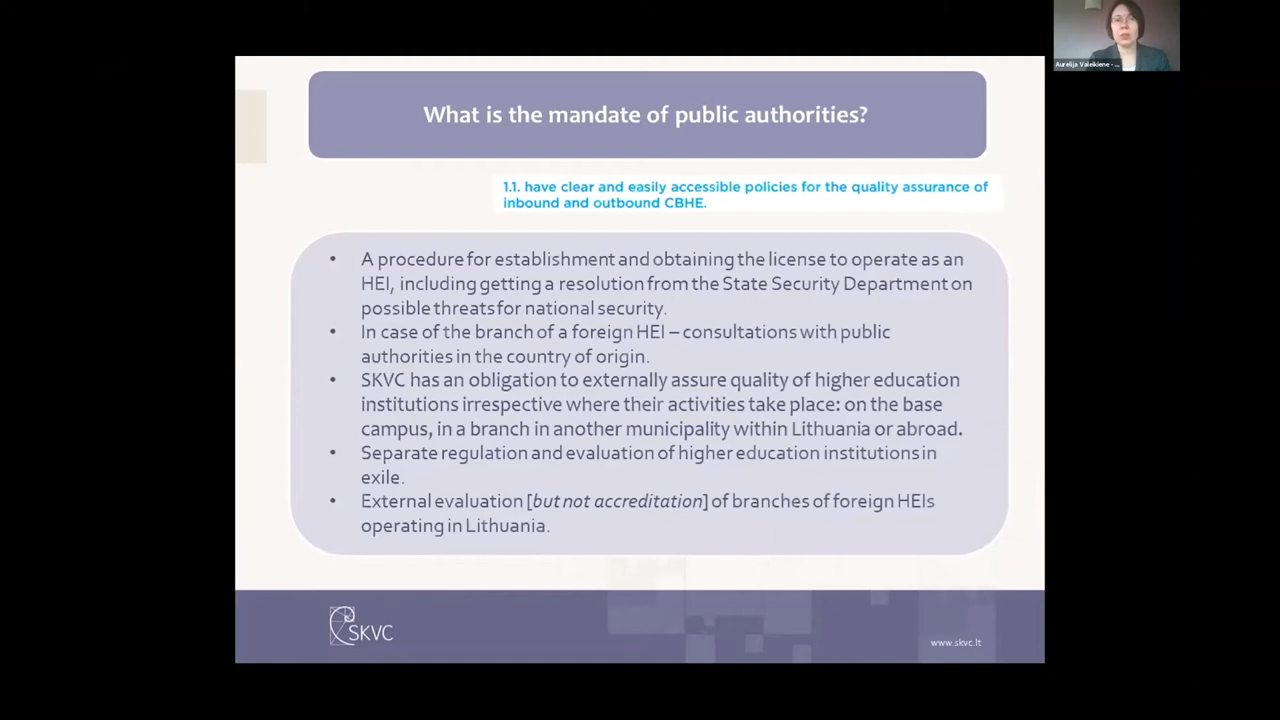 Aurelija Valeikiene - ...
What is the mandate of public authorities?
1.1. have clear and easily accessible policies for the quality assurance of
inbound and outbound CBHE.
• A procedure for establishment and obtaining the license to operate as an
HEI, including getting a resolution from the State Security Department on
possible threats for national security.
• In case of the branch of a foreign HEI – consultations with public
authorities in the country of origin.
• SKVC has an obligation to externally assure quality of higher education
institutions irrespective where their activities take place: on the base
campus, in a branch in another municipality within Lithuania or abroad.
• Separate regulation and evaluation of higher education institutions in
exile.
• External evaluation [but not accreditation] of branches of foreign HEIs
operating in Lithuania.
SKVC
www.skvc.lt